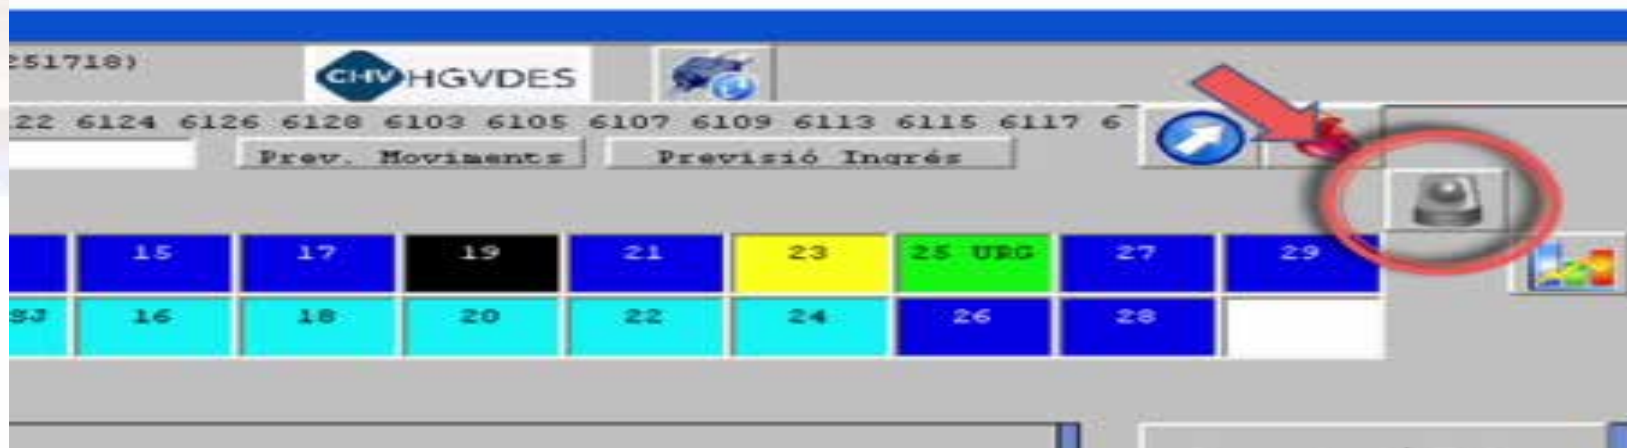 251718)
CHV HGVDES
22 6124 6126 6128 6103 6105 6107 6109 6113 6115 6117 6
Prev. Moviments Previsió Ingrés
15 17 19 21 23 25 URG 27 29
SJ 16 18 20 22 24 26 28